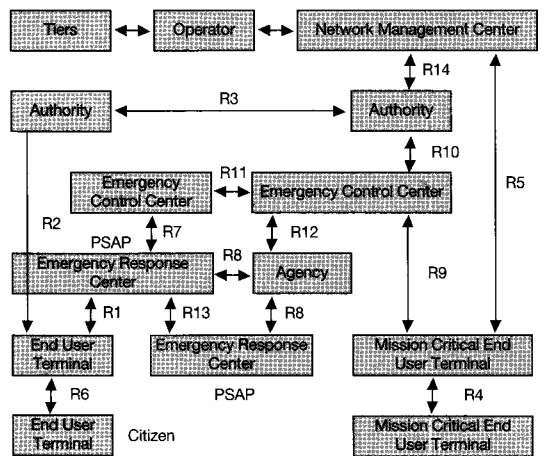 Tiers
Operator
Network Management Center
R14
Authority
R3
Authority
R11
R10
R5
Emergency
Control Center
Emergency Control Center
R2
R7
R12
PSAP
R8
R9
Emergency Response
Center
Agency
R1
R13
R8
End User
Terminal
Emergency Response
Center
Mission Critical End
User Terminal
R6
PSAP
R4
End User
Terminal
Citizen
Mission Critical End
User Terminal